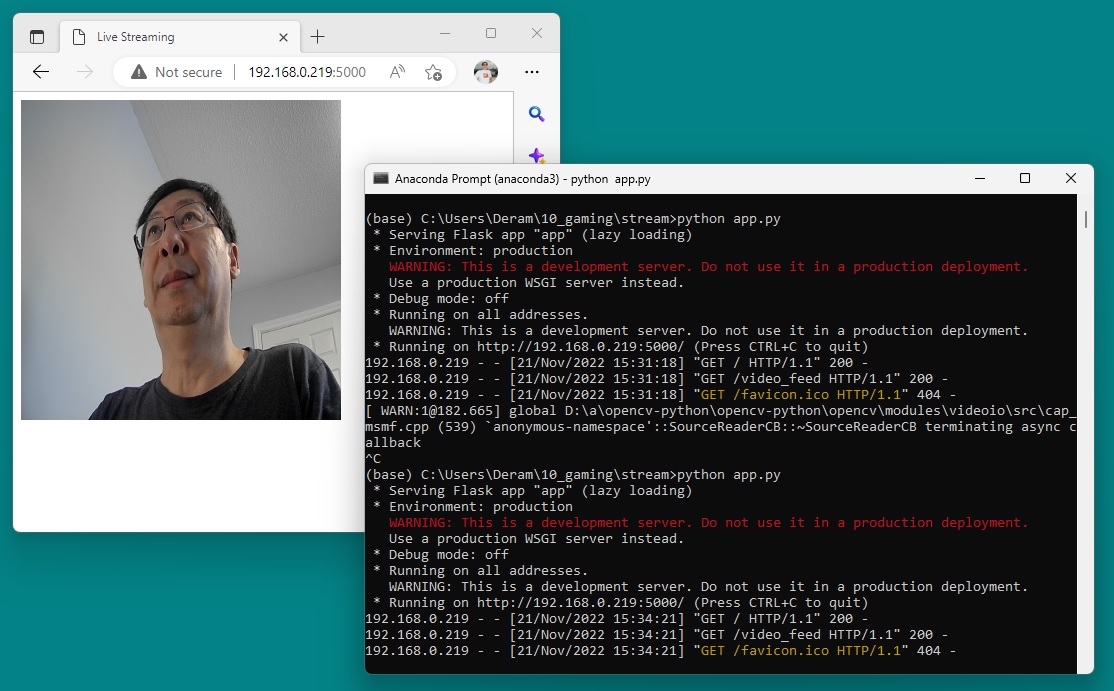 Live Streaming
Not secure
192.168.0.219:5000
Anaconda Prompt (anaconda3) - python  app.py
(base) C:\Users\Deram\10_gaming\stream>python app.py
 * Serving Flask app "app" (lazy loading)
 * Environment: production
   WARNING: This is a development server. Do not use it in a production deployment.
   Use a production WSGI server instead.
 * Debug mode: off
 * Running on all addresses.
   WARNING: This is a development server. Do not use it in a production deployment.
 * Running on http://192.168.0.219:5000/ (Press CTRL+C to quit)
192.168.0.219 - - [21/Nov/2022 15:31:18] "GET / HTTP/1.1" 200 -
192.168.0.219 - - [21/Nov/2022 15:31:18] "GET /video_feed HTTP/1.1" 200 -
192.168.0.219 - - [21/Nov/2022 15:31:18] "GET /favicon.ico HTTP/1.1" 404 -
[ WARN:1@182.665] global D:\a\opencv-python\opencv-python\opencv\modules\videoio\src\cap_
msmf.cpp (539) `anonymous-namespace'::SourceReaderCB::~SourceReaderCB terminating async c
allback
^C
(base) C:\Users\Deram\10_gaming\stream>python app.py
 * Serving Flask app "app" (lazy loading)
 * Environment: production
   WARNING: This is a development server. Do not use it in a production deployment.
   Use a production WSGI server instead.
 * Debug mode: off
 * Running on all addresses.
   WARNING: This is a development server. Do not use it in a production deployment.
 * Running on http://192.168.0.219:5000/ (Press CTRL+C to quit)
192.168.0.219 - - [21/Nov/2022 15:34:21] "GET / HTTP/1.1" 200 -
192.168.0.219 - - [21/Nov/2022 15:34:21] "GET /video_feed HTTP/1.1" 200 -
192.168.0.219 - - [21/Nov/2022 15:34:21] "GET /favicon.ico HTTP/1.1" 404 -